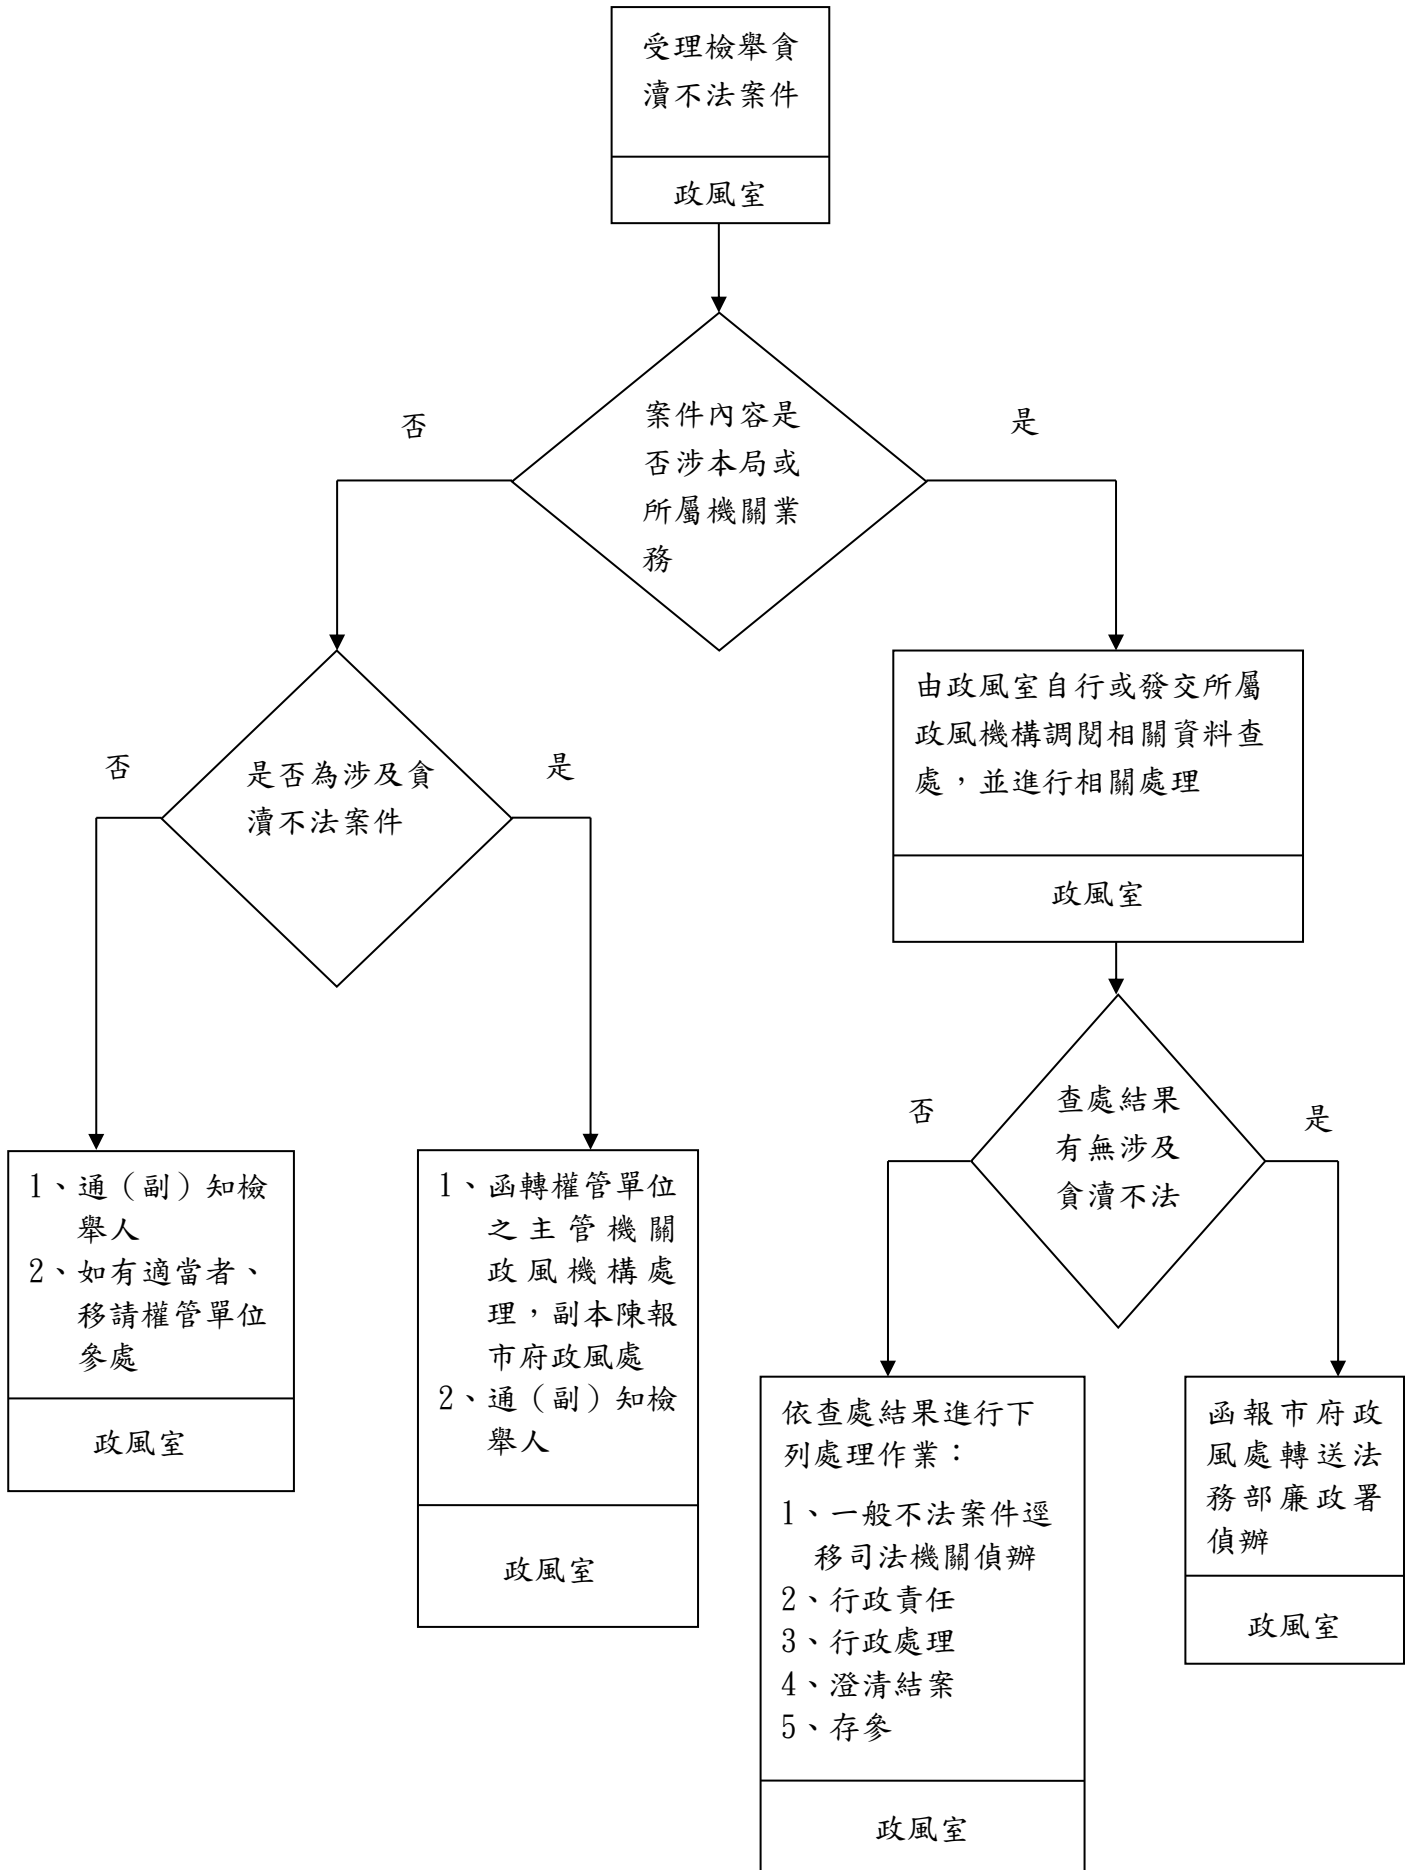 受理檢舉貪
瀆不法案件
政風室
案件內容是
否涉本局或
所屬機關業
務
否
是
是否為涉及貪
瀆不法案件
否
是
由政風室自行或發交所屬
政風機構調閱相關資料查
處，並進行相關處理
政風室
查處結果
有無涉及
貪瀆不法
否
是
1、通（副）知檢
舉人
2、如有適當者、
移請權管單位
參處
政風室
1、函轉權管單位
之主管機關
政風機構處
理，副本陳報
市府政風處
2、通（副）知檢
舉人
政風室
依查處結果進行下
列處理作業：
1、一般不法案件逕
移司法機關偵辦
2、行政責任
3、行政處理
4、澄清結案
5、存參
政風室
函報市府政
風處轉送法
務部廉政署
偵辦
政風室